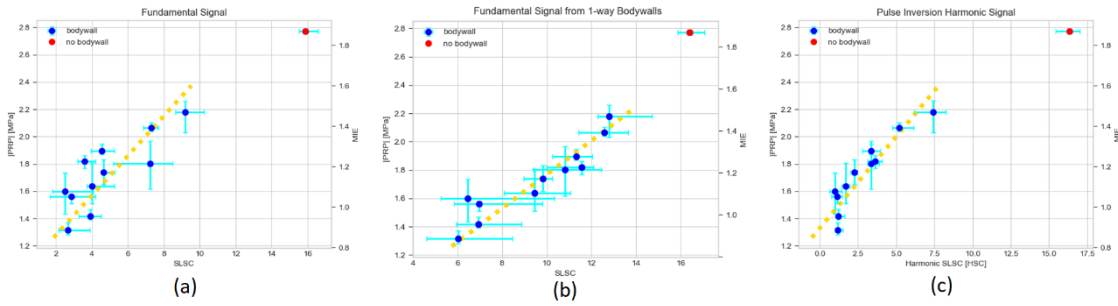 Fundamental Signal
bodywall
no bodywall
|PRP| [MPa]
2.8
2.6
2.4
2.2
2.0
1.8
1.6
1.4
1.2
1.8
1.6
1.4
1.2
1.0
0.8
MIE
2 4 6 8 10 12 14 16
SLSC
(a)
Fundamental Signal from 1-way Bodywalls
bodywall
no bodywall
|PRP| [MPa]
2.8
2.6
2.4
2.2
2.0
1.8
1.6
1.4
1.2
1.8
1.6
1.4
1.2
1.0
MIE
4 6 8 10 12 14 16
SLSC
(b)
Pulse Inversion Harmonic Signal
bodywall
no bodywall
|PRP| [MPa]
2.8
2.6
2.4
2.2
2.0
1.8
1.6
1.4
1.2
1.8
1.6
1.4
1.2
1.0
0.8
MIE
0.0 2.5 5.0 7.5 10.0 12.5 15.0
Harmonic SLSC [HSC]
(c)